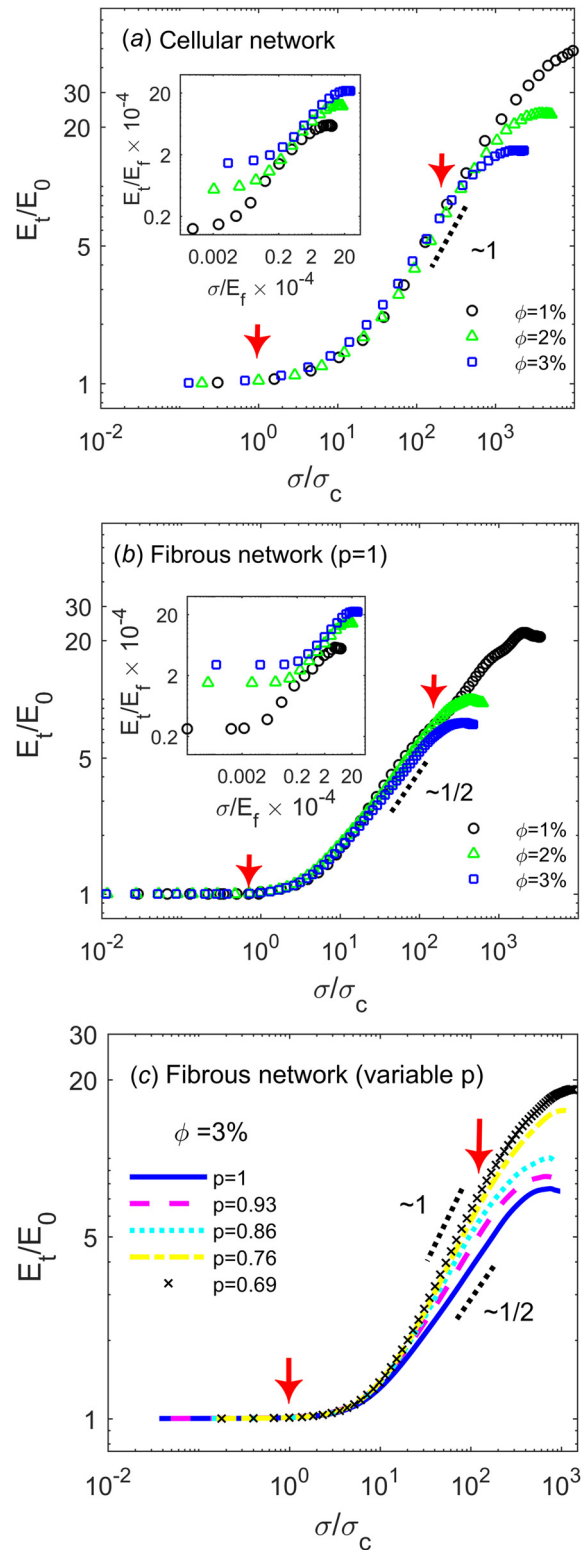 (a) Cellular network
E_t/E_0
30
20
5
1
E_t/E_f × 10^-4
20
2
0.2
0.002 0.2 2 20
σ/E_f × 10^-4
~1
ϕ=1%
ϕ=2%
ϕ=3%
10^-2 10^0 10^1 10^2 10^3
σ/σ_c
(b) Fibrous network (p=1)
E_t/E_0
30
20
5
1
E_t/E_f × 10^-4
20
2
0.2
0.002 0.2 2 20
σ/E_f × 10^-4
~1/2
ϕ=1%
ϕ=2%
ϕ=3%
10^-2 10^0 10^1 10^2 10^3
σ/σ_c
(c) Fibrous network (variable p)
E_t/E_0
30
20
5
1
ϕ =3%
p=1
p=0.93
p=0.86
p=0.76
p=0.69
~1
~1/2
10^-2 10^0 10^1 10^2 10^3
σ/σ_c